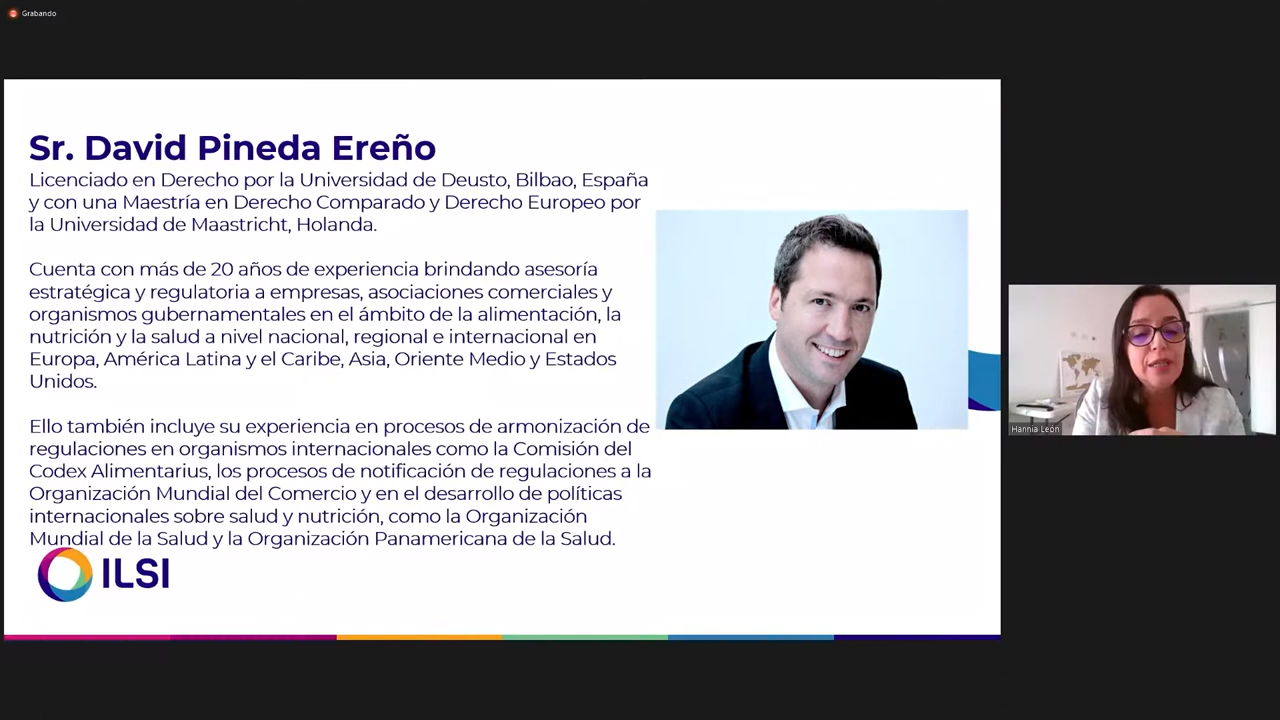 Grabando
Sr. David Pineda Ereño
Licenciado en Derecho por la Universidad de Deusto, Bilbao, España
y con una Maestría en Derecho Comparado y Derecho Europeo por
la Universidad de Maastricht, Holanda.
Cuenta con más de 20 años de experiencia brindando asesoría
estratégica y regulatoria a empresas, asociaciones comerciales y
organismos gubernamentales en el ámbito de la alimentación, la
nutrición y la salud a nivel nacional, regional e internacional en
Europa, América Latina y el Caribe, Asia, Oriente Medio y Estados
Unidos.
Ello también incluye su experiencia en procesos de armonización de
regulaciones en organismos internacionales como la Comisión del
Codex Alimentarius, los procesos de notificación de regulaciones a la
Organización Mundial del Comercio y en el desarrollo de políticas
internacionales sobre salud y nutrición, como la Organización
Mundial de la Salud y la Organización Panamericana de la Salud.
ILSI
Hannia León